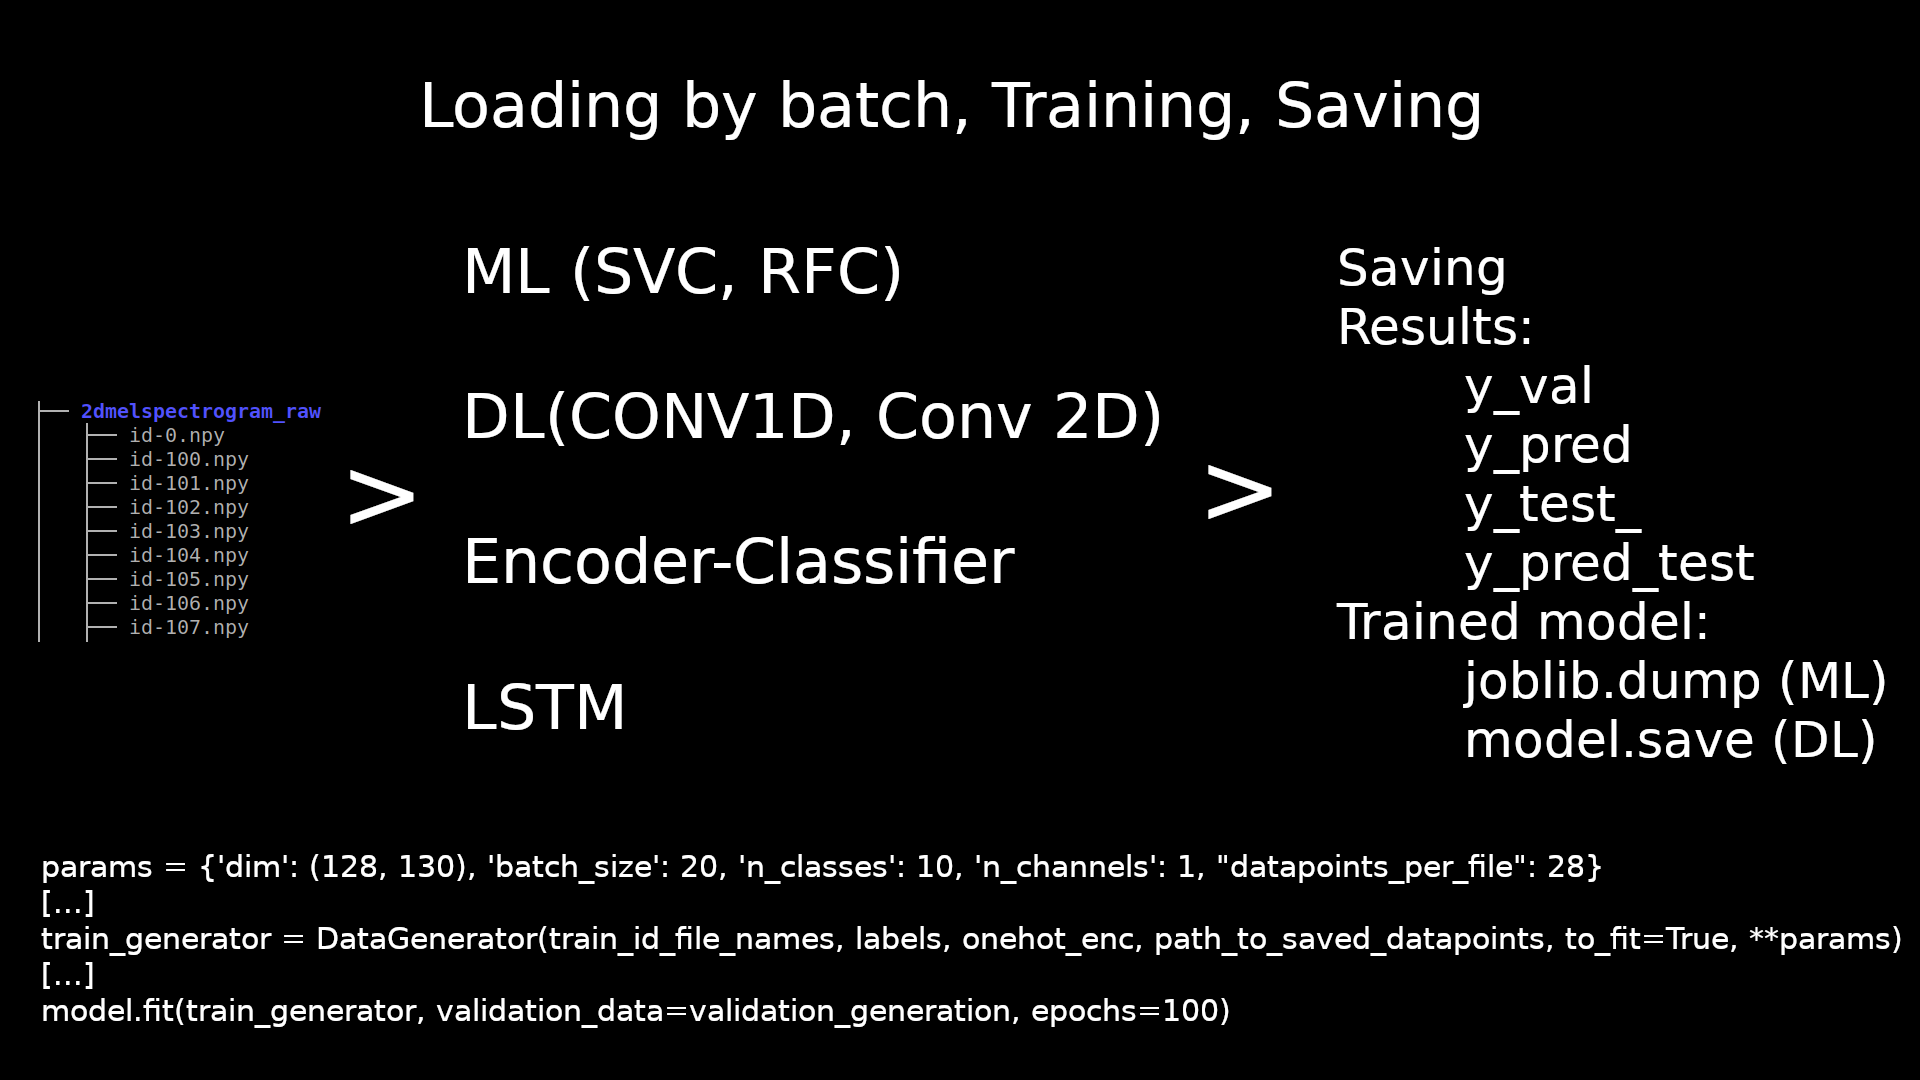 Loading by batch, Training, Saving
2dmelspectrogram_raw
id-0.npy
id-100.npy
id-101.npy
id-102.npy
id-103.npy
id-104.npy
id-105.npy
id-106.npy
id-107.npy
>
ML (SVC, RFC)
DL(CONV1D, Conv 2D)
Encoder-Classifier
LSTM
>
Saving
Results:
y_val
y_pred
y_test_
y_pred_test
Trained model:
joblib.dump (ML)
model.save (DL)
params = {'dim': (128, 130), 'batch_size': 20, 'n_classes': 10, 'n_channels': 1, "datapoints_per_file": 28}
[...]
train_generator = DataGenerator(train_id_file_names, labels, onehot_enc, path_to_saved_datapoints, to_fit=True, **params)
[...]
model.fit(train_generator, validation_data=validation_generation, epochs=100)